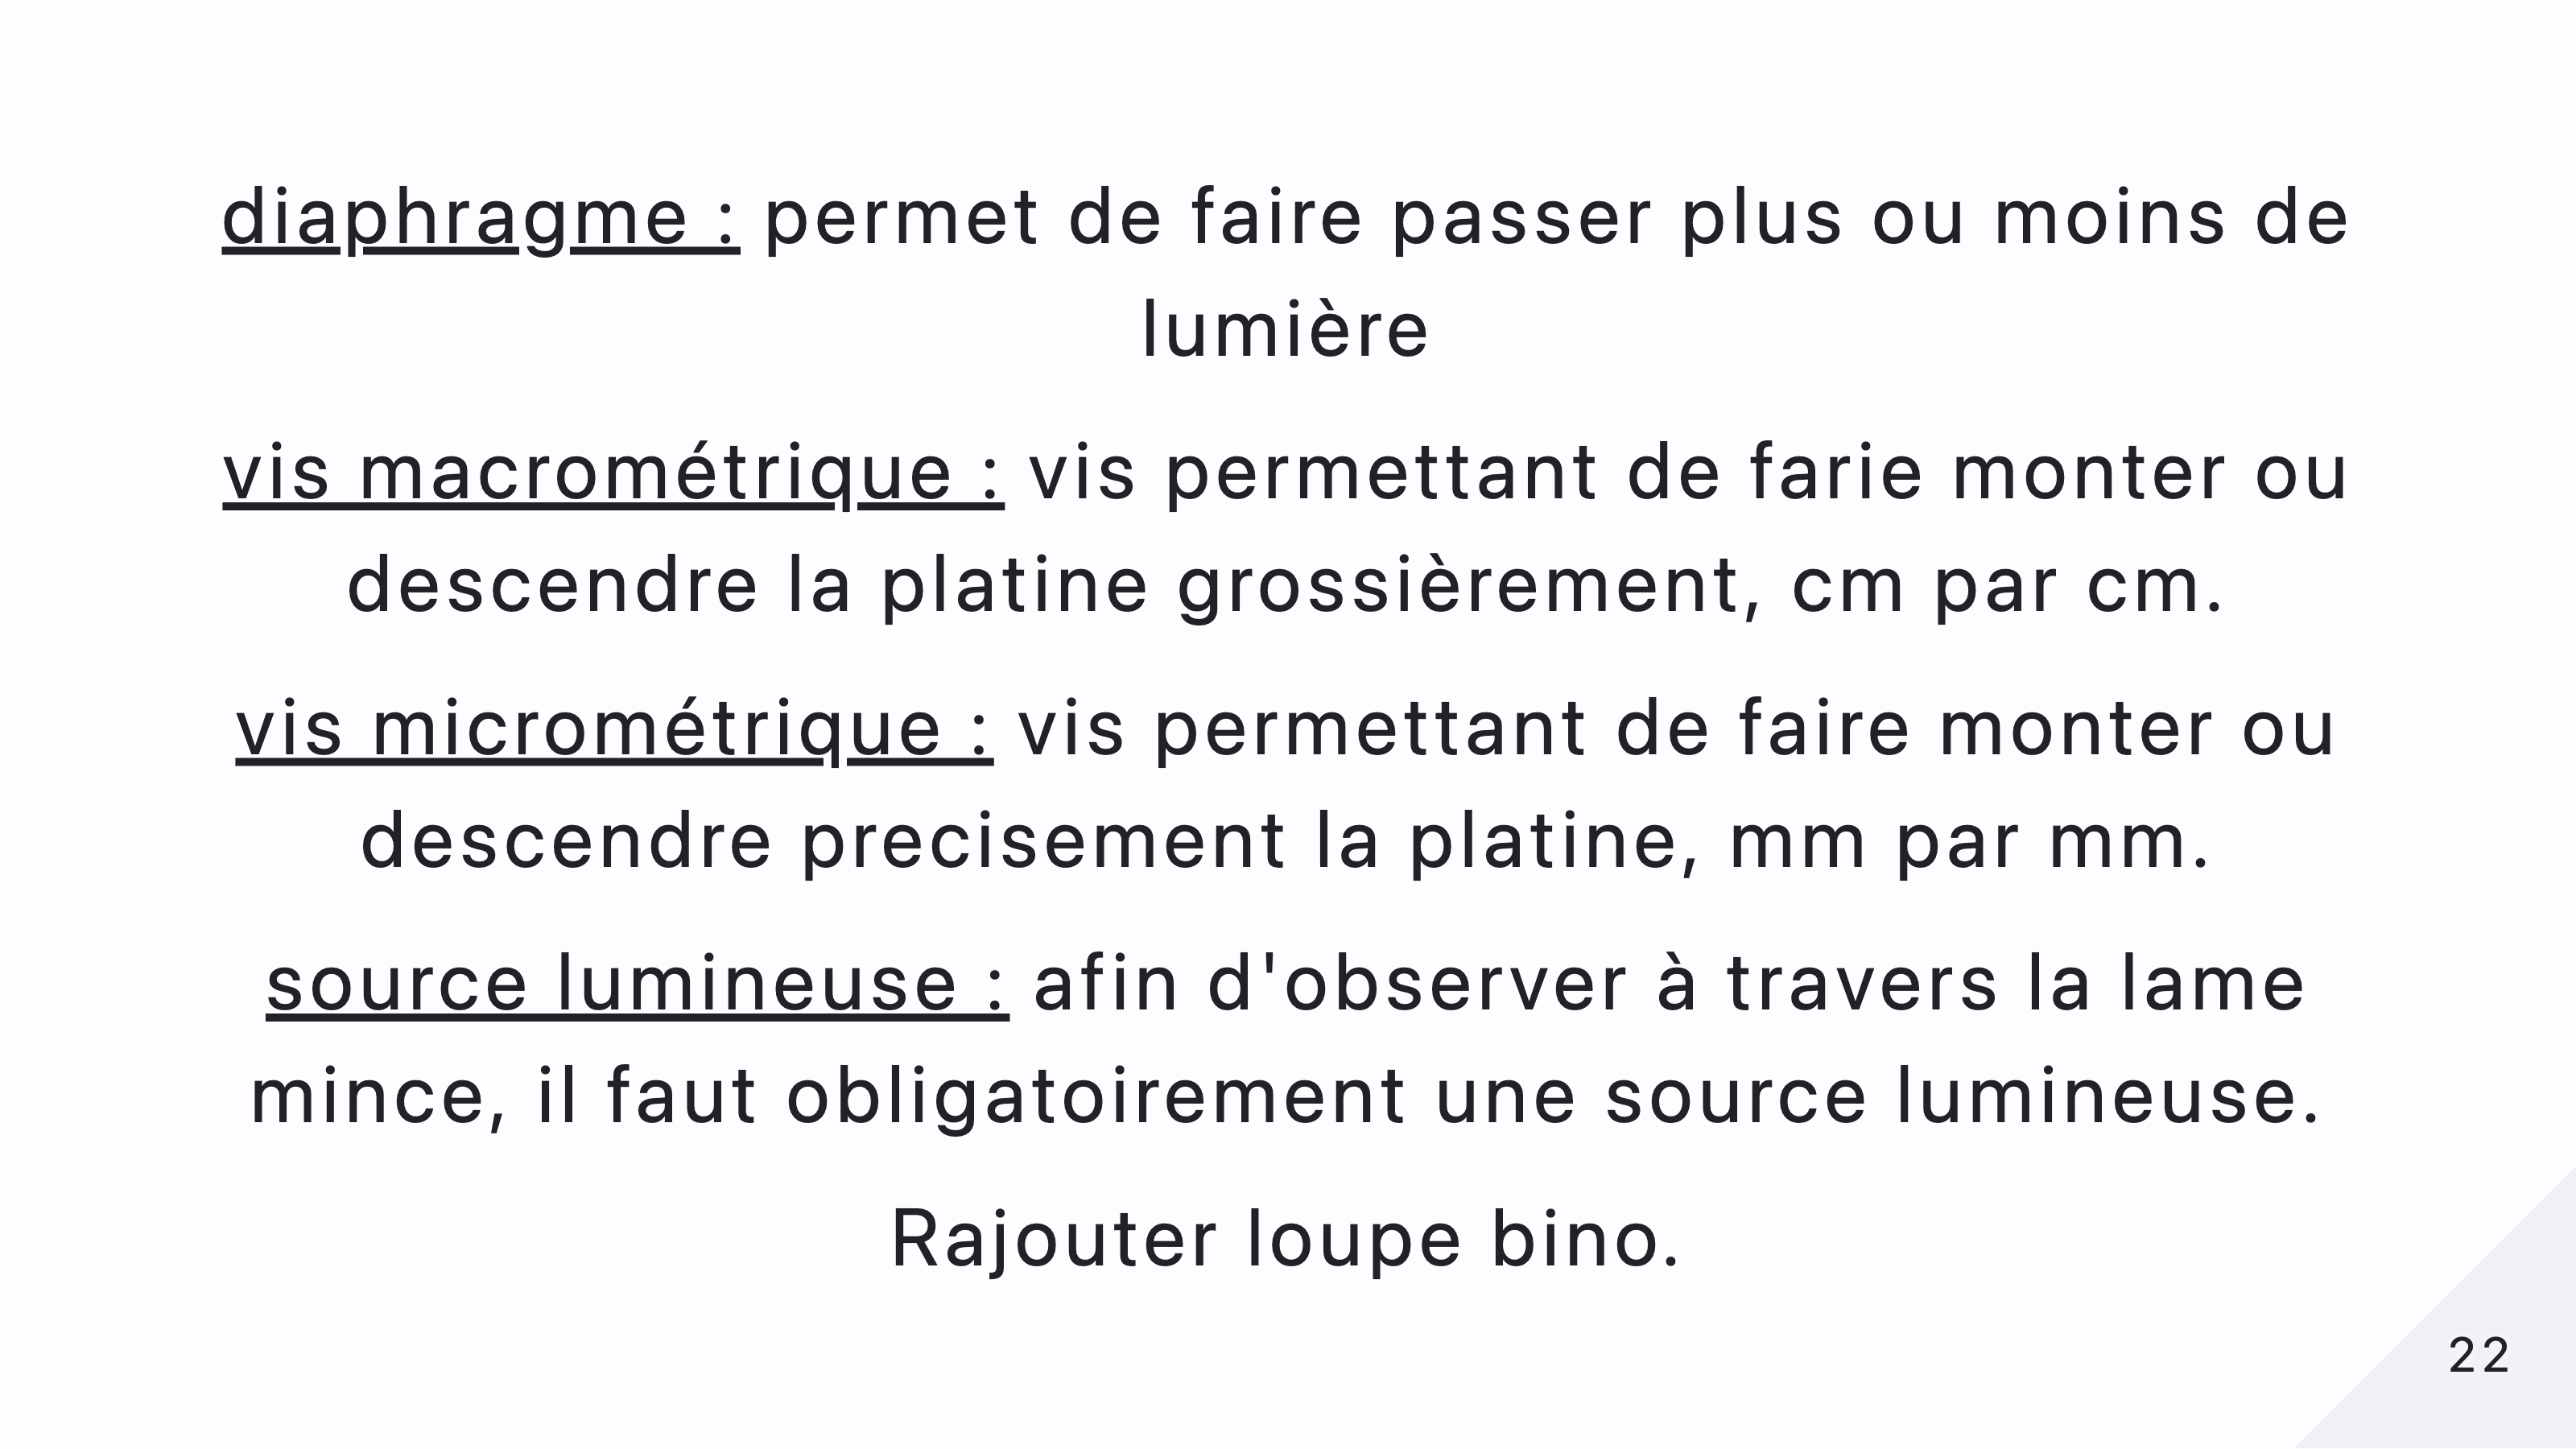 diaphragme : permet de faire passer plus ou moins de
lumière
vis macrométrique : vis permettant de farie monter ou
descendre la platine grossièrement, cm par cm.
vis micrométrique : vis permettant de faire monter ou
descendre precisement la platine, mm par mm.
source lumineuse : afin d'observer à travers la lame
mince, il faut obligatoirement une source lumineuse.
Rajouter loupe bino.
22